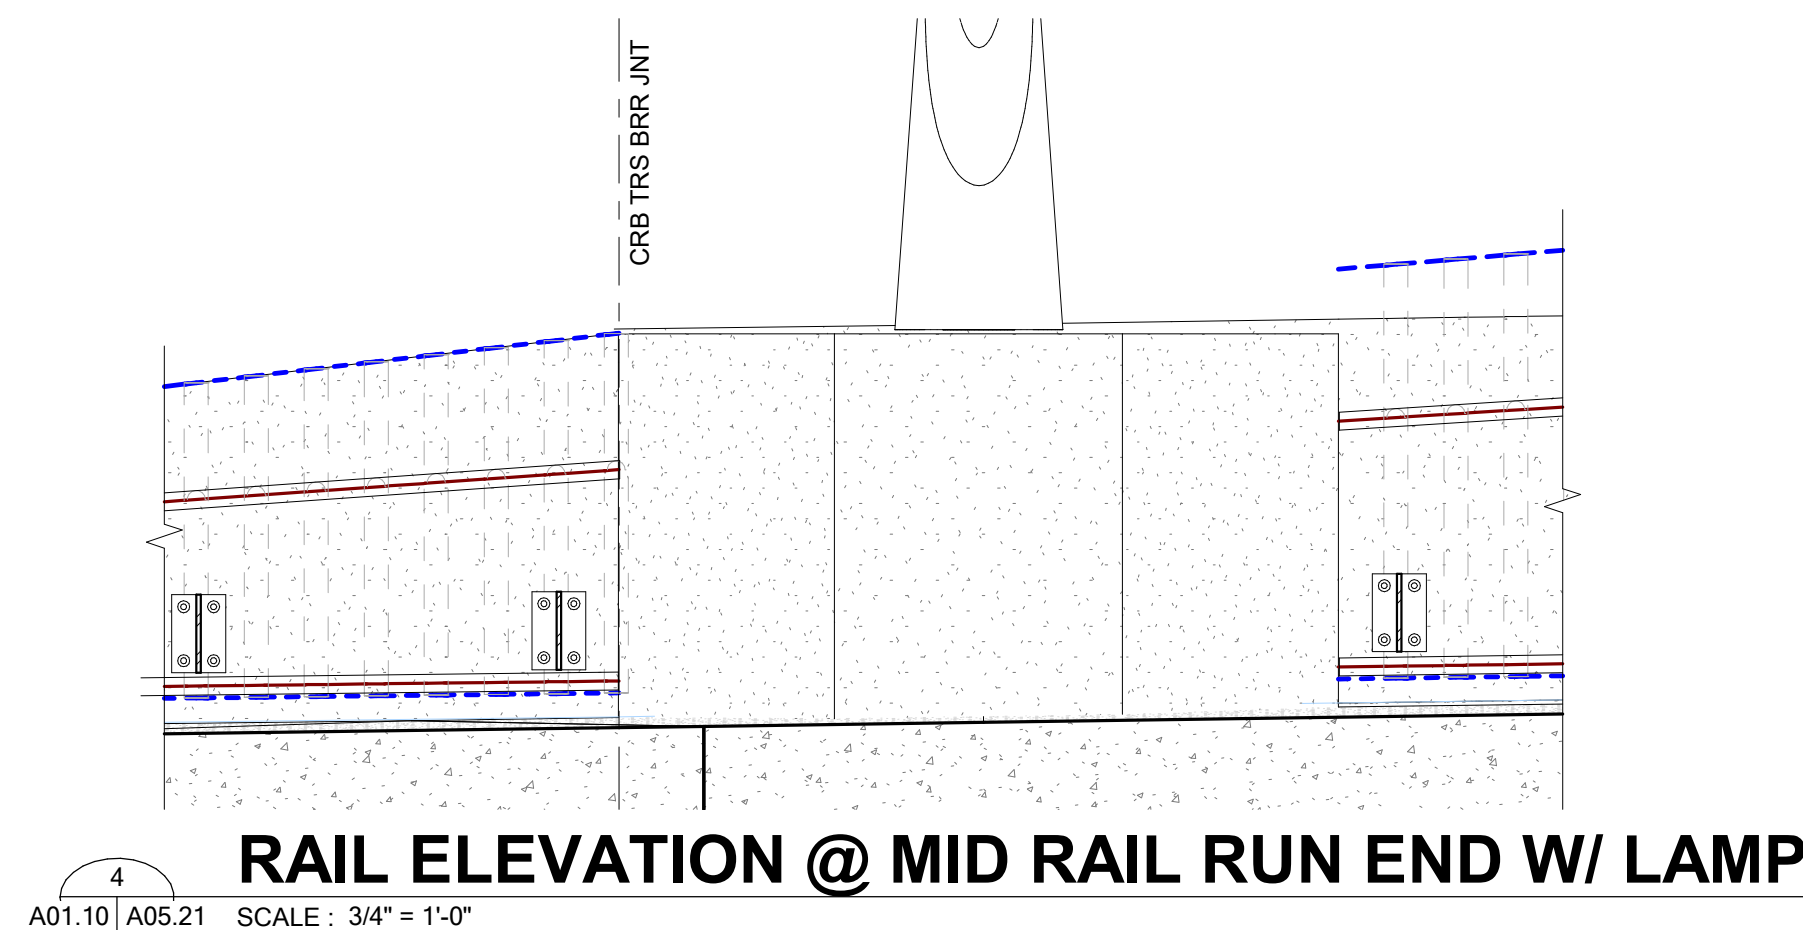 CRB TRS BRR JNT
RAIL ELEVATION @ MID RAIL RUN END W/ LAMP
4
A01.10 A05.21 SCALE : 3/4" = 1'-0"